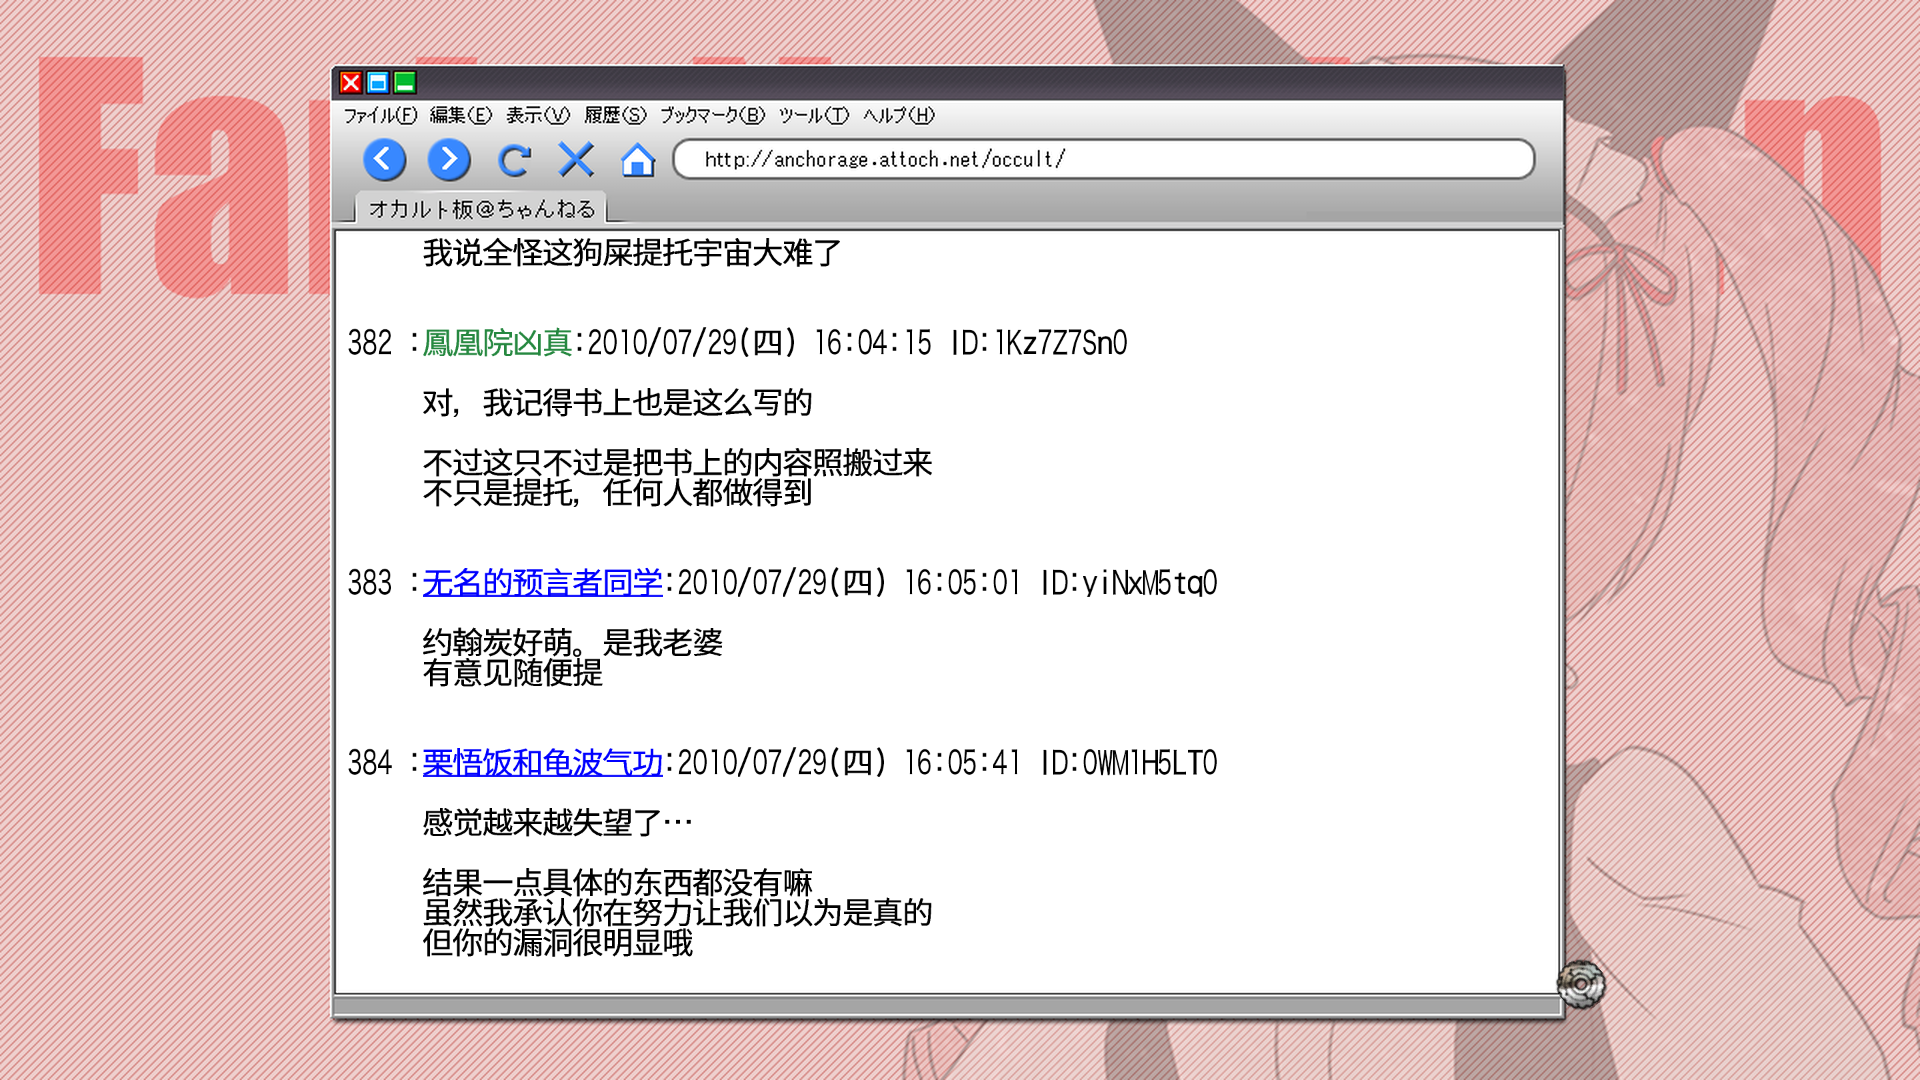 ファイル(F) 編集(E) 表示(V) 履歴(S) ブックマーク(B) ツール(T) ヘルプ(H)
http://anchorage.attoch.net/occult/
オカルト板@ちゃんねる
我说全怪这狗屎提托宇宙大难了
382 :鳳凰院凶真:2010/07/29(四) 16:04:15 ID:1Kz7Z7Sn0
对，我记得书上也是这么写的
不过这只不过是把书上的内容照搬过来
不只是提托，任何人都做得到
383 :无名的预言者同学:2010/07/29(四) 16:05:01 ID:yiNxM5tq0
约翰炭好萌。是我老婆
有意见随便提
384 :栗悟饭和龟波气功:2010/07/29(四) 16:05:41 ID:0WM1H5LT0
感觉越来越失望了…
结果一点具体的东西都没有嘛
虽然我承认你在努力让我们以为是真的
但你的漏洞很明显哦